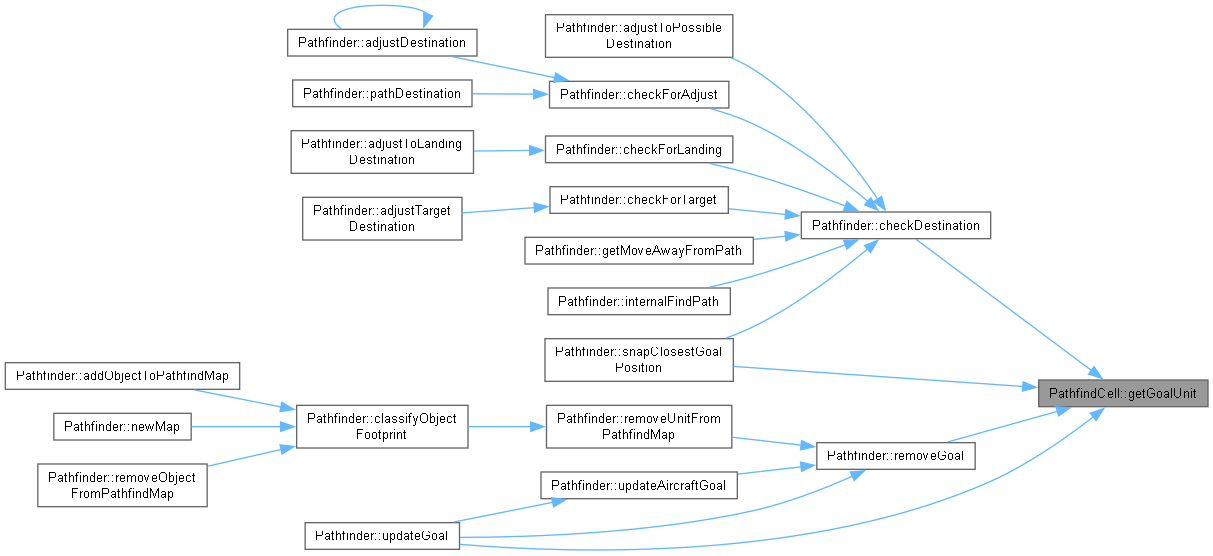 Pathfinder::adjustToPossible
Destination
Pathfinder::adjustDestination
Pathfinder::pathDestination
Pathfinder::checkForAdjust
Pathfinder::adjustToLanding
Destination
Pathfinder::checkForLanding
Pathfinder::adjustTarget
Destination
Pathfinder::checkForTarget
Pathfinder::checkDestination
Pathfinder::getMoveAwayFromPath
Pathfinder::internalFindPath
Pathfinder::snapClosestGoal
Position
PathfindCell::getGoalUnit
Pathfinder::addObjectToPathfindMap
Pathfinder::newMap
Pathfinder::classifyObject
Footprint
Pathfinder::removeUnitFrom
PathfindMap
Pathfinder::removeGoal
Pathfinder::removeObject
FromPathfindMap
Pathfinder::updateAircraftGoal
Pathfinder::updateGoal